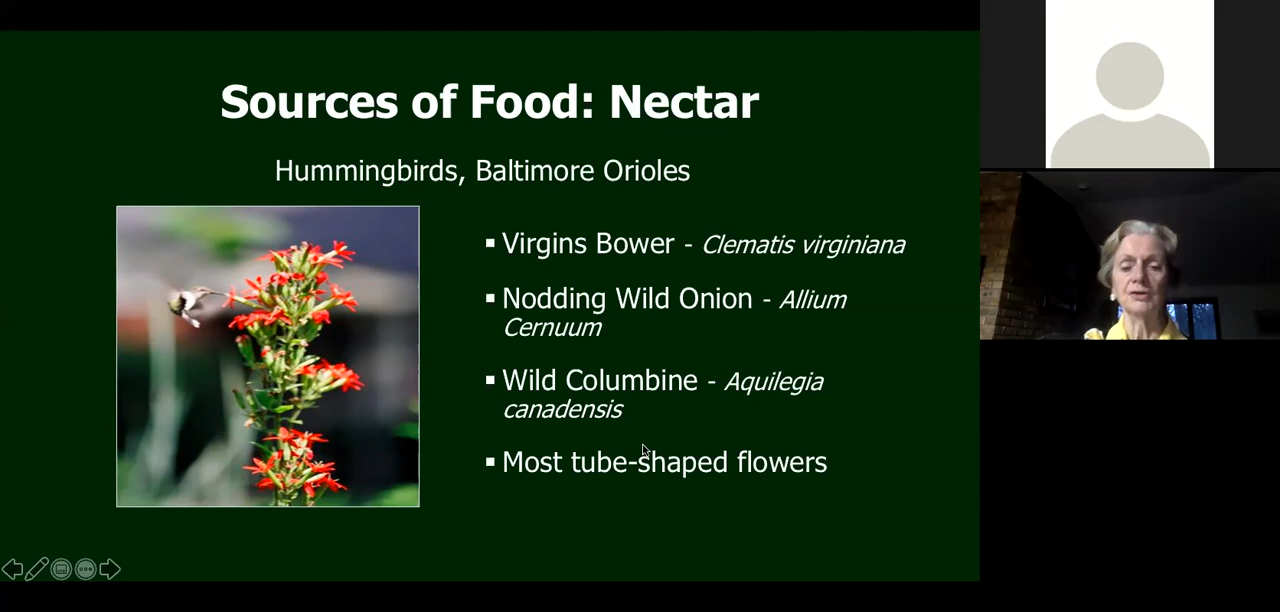 Sources of Food: Nectar
Hummingbirds, Baltimore Orioles
▪ Virgins Bower - Clematis virginiana
▪ Nodding Wild Onion - Allium
Cernuum
▪ Wild Columbine - Aquilegia
canadensis
▪ Most tube-shaped flowers